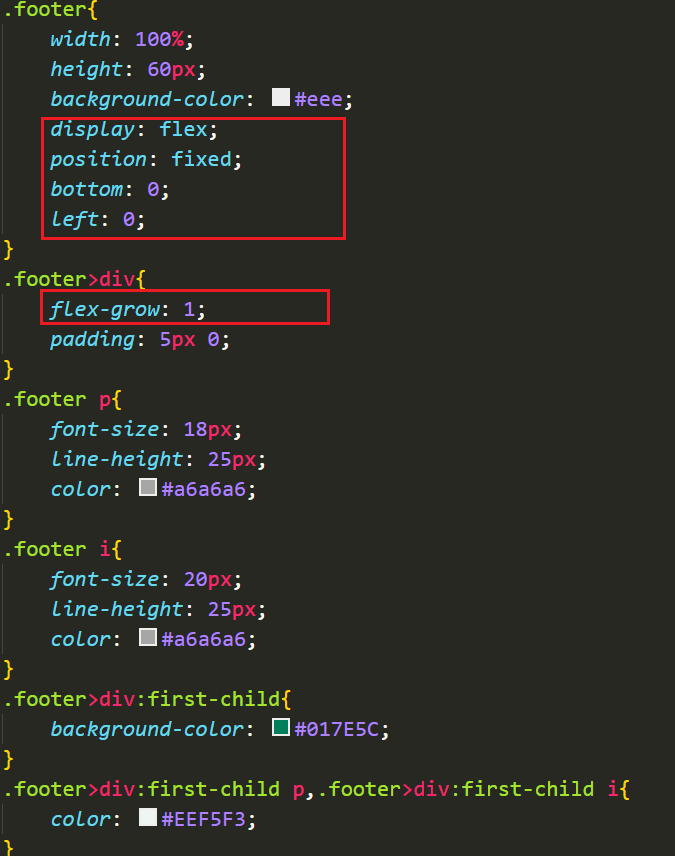 .footer{
    width: 100%;
    height: 60px;
    background-color: #eee;
    display: flex;
    position: fixed;
    bottom: 0;
    left: 0;
}
.footer>div{
    flex-grow: 1;
    padding: 5px 0;
}
.footer p{
    font-size: 18px;
    line-height: 25px;
    color: #a6a6a6;
}
.footer i{
    font-size: 20px;
    line-height: 25px;
    color: #a6a6a6;
}
.footer>div:first-child{
    background-color: #017E5C;
}
.footer>div:first-child p,.footer>div:first-child i{
    color: #EEF5F3;
}